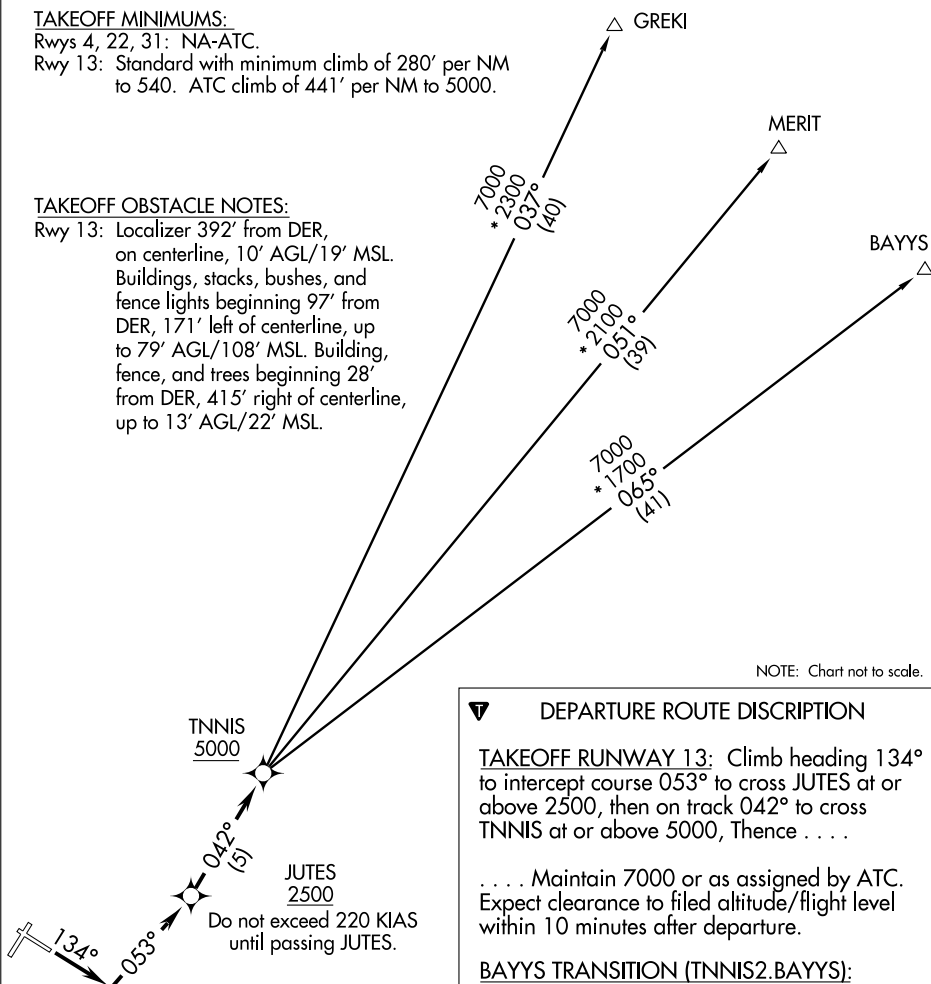 TAKEOFF MINIMUMS:
Rwys 4, 22, 31: NA-ATC.
Rwy 13: Standard with minimum climb of 280' per NM
to 540. ATC climb of 441' per NM to 5000.
TAKEOFF OBSTACLE NOTES:
Rwy 13: Localizer 392' from DER,
on centerline, 10' AGL/19' MSL.
Buildings, stacks, bushes, and
fence lights beginning 97' from
DER, 171' left of centerline, up
to 79' AGL/108' MSL. Building,
fence, and trees beginning 28'
from DER, 415' right of centerline,
up to 13' AGL/22' MSL.
GREKI
7000
*2300
037°
(40)
MERIT
7000
*2100
051°
(39)
BAYYS
7000
*1700
065°
(41)
NOTE: Chart not to scale.
TNNIS
5000
042°
(5)
JUTES
2500
Do not exceed 220 KIAS
until passing JUTES.
134°
053°
T DEPARTURE ROUTE DISCRIPTION
TAKEOFF RUNWAY 13: Climb heading 134°
to intercept course 053° to cross JUTES at or
above 2500, then on track 042° to cross
TNNIS at or above 5000, Thence . . . .
. . . . Maintain 7000 or as assigned by ATC.
Expect clearance to filed altitude/flight level
within 10 minutes after departure.
BAYYS TRANSITION (TNNIS2.BAYYS):